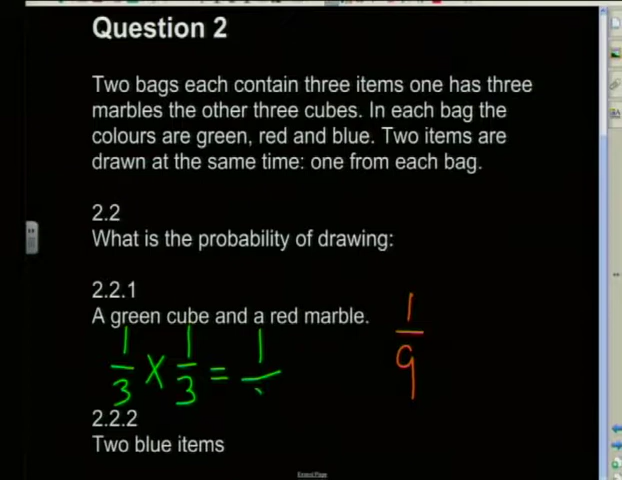 Question 2
Two bags each contain three items one has three
marbles the other three cubes. In each bag the
colours are green, red and blue. Two items are
drawn at the same time: one from each bag.
2.2
What is the probability of drawing:
2.2.1
A green cube and a red marble.
1/3 × 1/3 = 1/
1/9
2.2.2
Two blue items